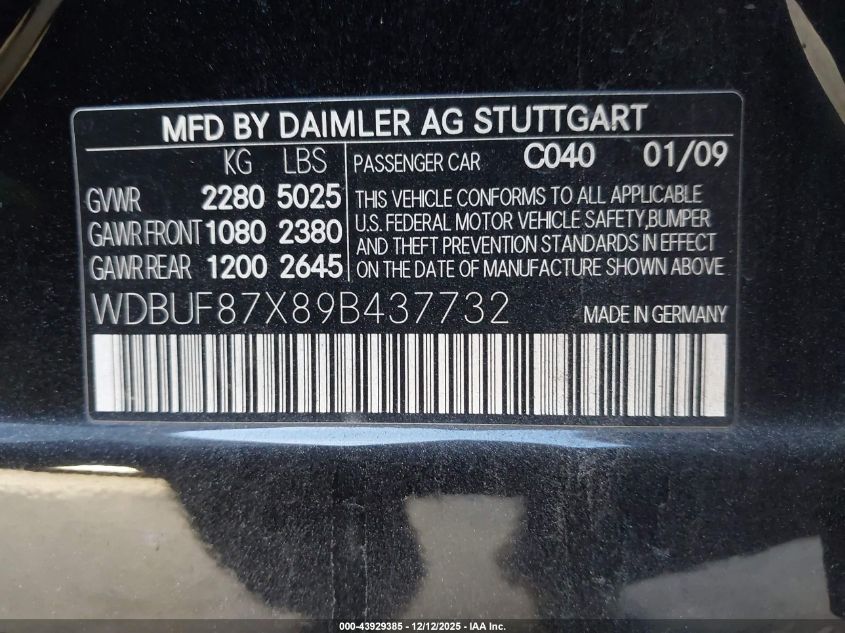 MFD BY DAIMLER AG STUTTGART
KG LBS
GVWR 2280 5025
GAWR FRONT 1080 2380
GAWR REAR 1200 2645
PASSENGER CAR C040 01/09
THIS VEHICLE CONFORMS TO ALL APPLICABLE
U.S. FEDERAL MOTOR VEHICLE SAFETY,BUMPER
AND THEFT PREVENTION STANDARDS IN EFFECT
ON THE DATE OF MANUFACTURE SHOWN ABOVE
WDBUF87X89B437732 MADE IN GERMANY
000-43929385 - 12/12/2025 - IAA Inc.